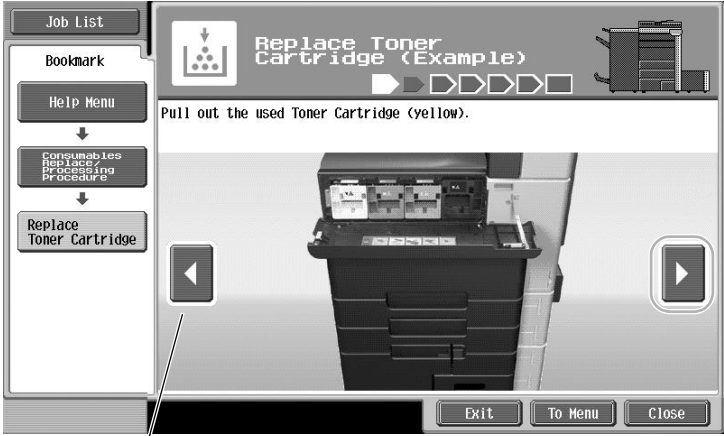 Job List
Bookmark
Help Menu
Consumables
Replace/
Processing
Procedure
Replace
Toner Cartridge
Replace Toner
Cartridge (Example)
Pull out the used Toner Cartridge (yellow).
Exit
To Menu
Close